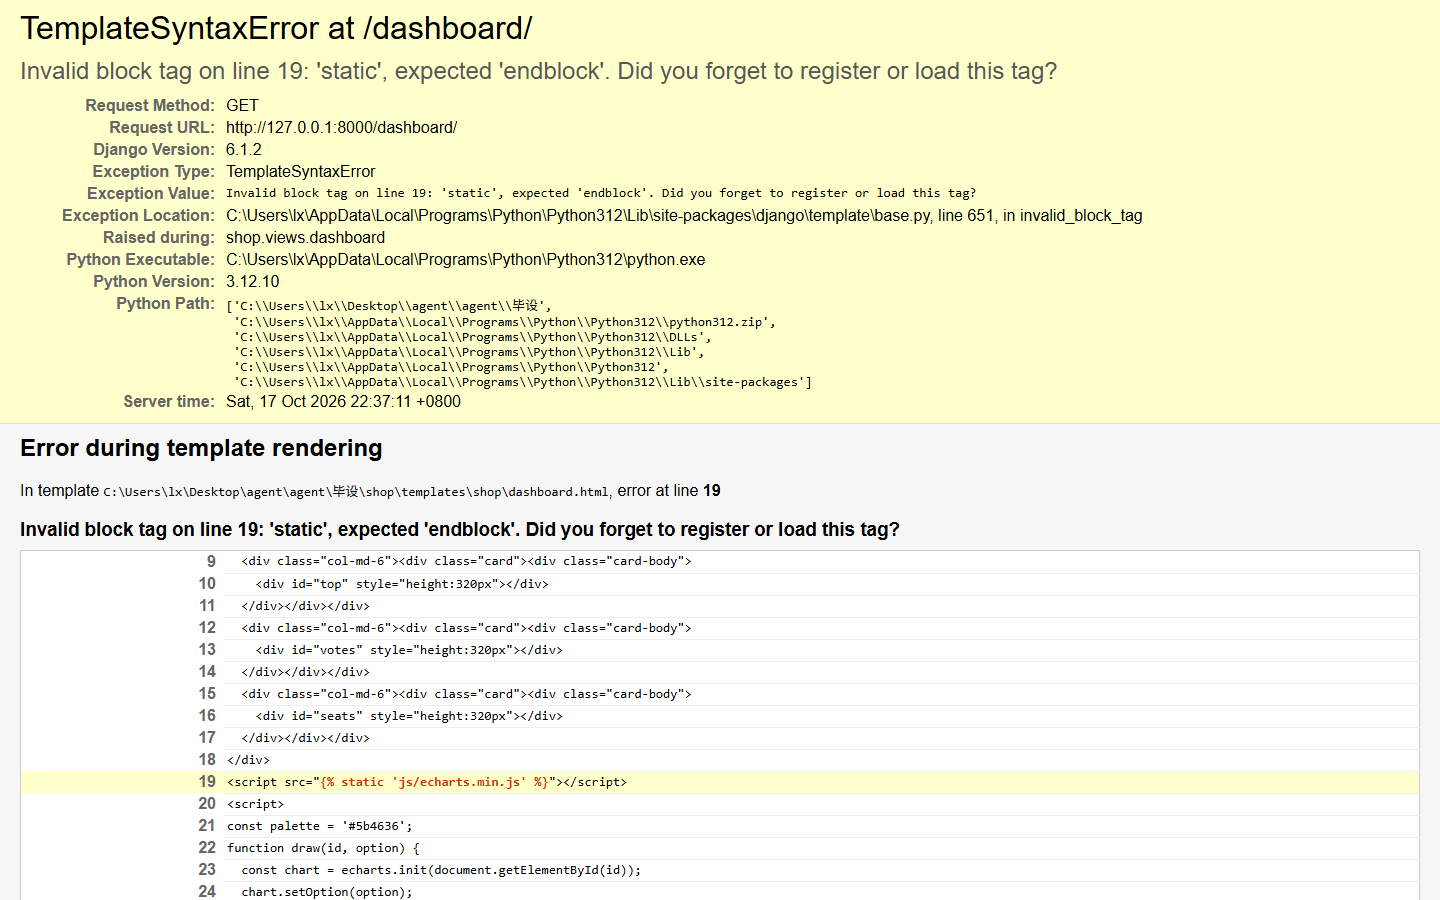 TemplateSyntaxError at /dashboard/
Invalid block tag on line 19: 'static', expected 'endblock'. Did you forget to register or load this tag?
Request Method: GET
Request URL: http://127.0.0.1:8000/dashboard/
Django Version: 6.1.2
Exception Type: TemplateSyntaxError
Exception Value: Invalid block tag on line 19: 'static', expected 'endblock'. Did you forget to register or load this tag?
Exception Location: C:\Users\lx\AppData\Local\Programs\Python\Python312\Lib\site-packages\django\template\base.py, line 651, in invalid_block_tag
Raised during: shop.views.dashboard
Python Executable: C:\Users\lx\AppData\Local\Programs\Python\Python312\python.exe
Python Version: 3.12.10
Python Path: ['C:\\Users\\lx\\Desktop\\agent\\agent\\毕设',
'C:\\Users\\lx\\AppData\\Local\\Programs\\Python\\Python312\\python312.zip',
'C:\\Users\\lx\\AppData\\Local\\Programs\\Python\\Python312\\DLLs',
'C:\\Users\\lx\\AppData\\Local\\Programs\\Python\\Python312\\Lib',
'C:\\Users\\lx\\AppData\\Local\\Programs\\Python\\Python312',
'C:\\Users\\lx\\AppData\\Local\\Programs\\Python\\Python312\\Lib\\site-packages']
Server time: Sat, 17 Oct 2026 22:37:11 +0800
Error during template rendering
In template C:\Users\lx\Desktop\agent\agent\毕设\shop\templates\shop\dashboard.html, error at line 19
Invalid block tag on line 19: 'static', expected 'endblock'. Did you forget to register or load this tag?
9 <div class="col-md-6"><div class="card"><div class="card-body">
10 <div id="top" style="height:320px"></div>
11 </div></div></div>
12 <div class="col-md-6"><div class="card"><div class="card-body">
13 <div id="votes" style="height:320px"></div>
14 </div></div></div>
15 <div class="col-md-6"><div class="card"><div class="card-body">
16 <div id="seats" style="height:320px"></div>
17 </div></div></div>
18 </div>
19 <script src="{% static 'js/echarts.min.js' %}"></script>
20 <script>
21 const palette = '#5b4636';
22 function draw(id, option) {
23 const chart = echarts.init(document.getElementById(id));
24 chart.setOption(option);